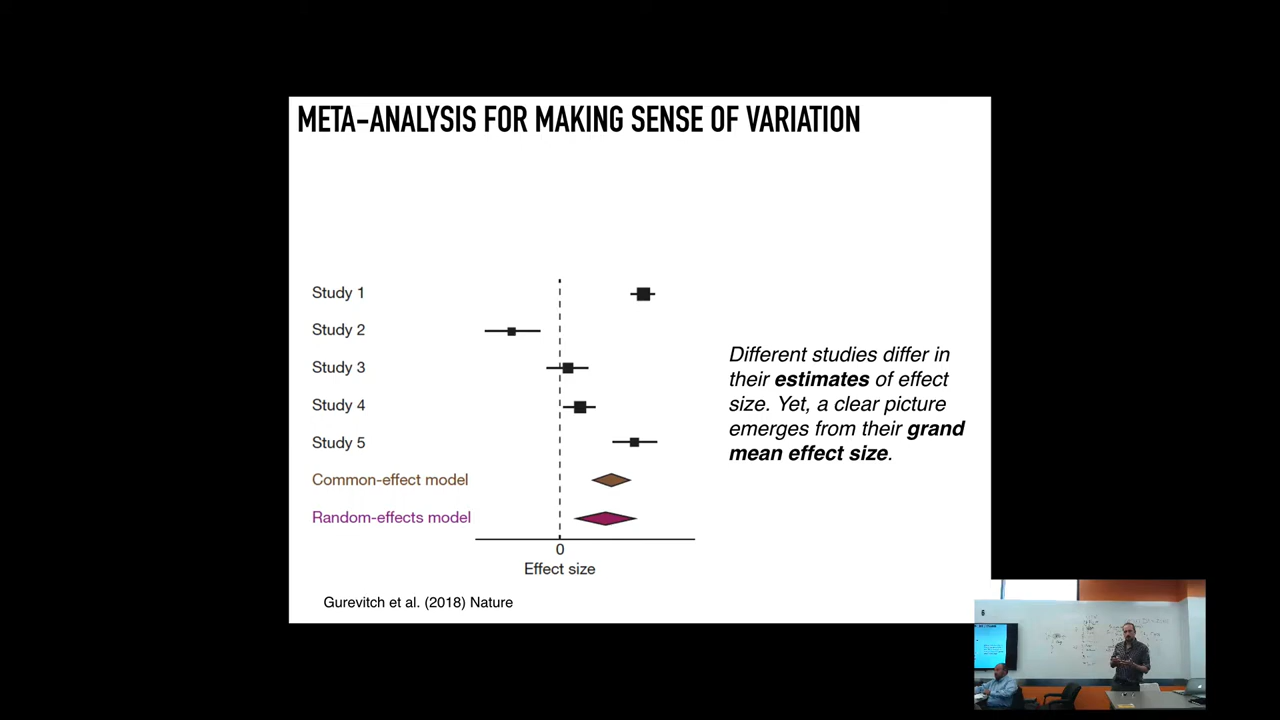 META-ANALYSIS FOR MAKING SENSE OF VARIATION
Study 1
Study 2
Study 3
Study 4
Study 5
Common-effect model
Random-effects model
0
Effect size
Different studies differ in
their estimates of effect
size. Yet, a clear picture
emerges from their grand
mean effect size.
Gurevitch et al. (2018) Nature